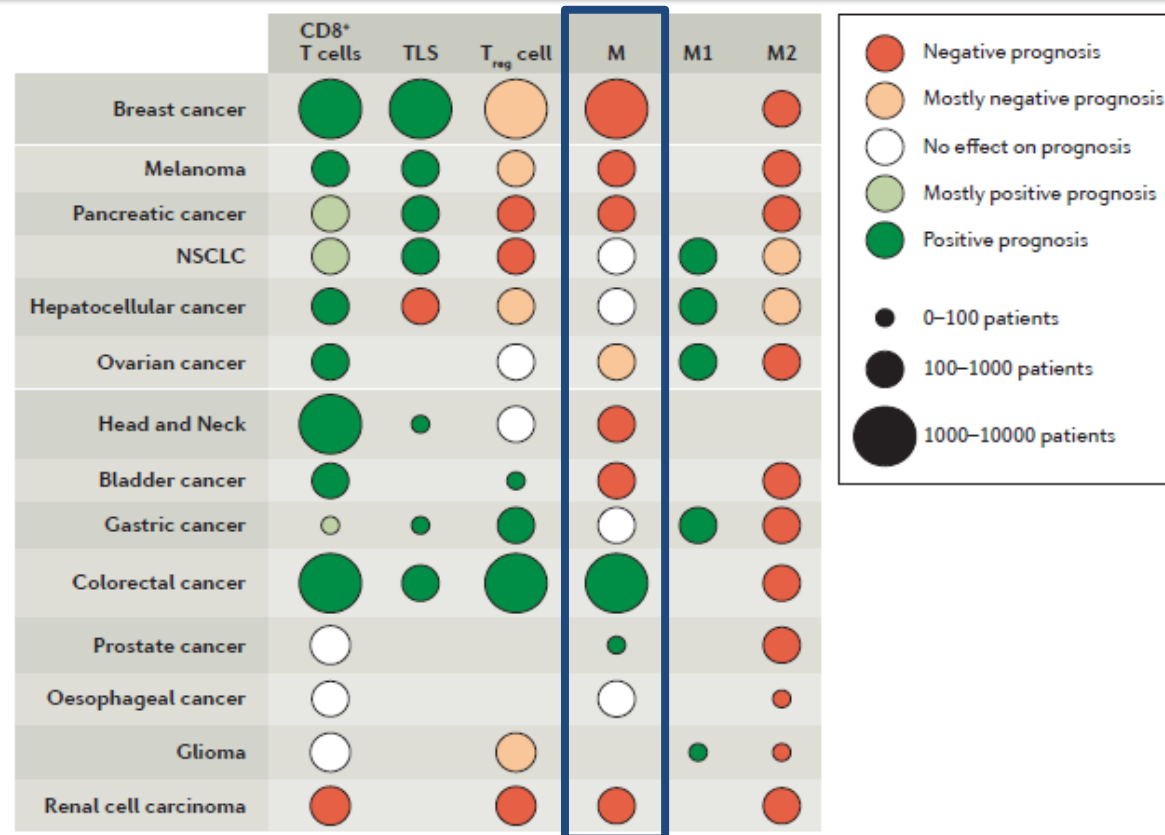 CD8⁺
T cells
TLS
T_reg cell
M
M1
M2
Breast cancer
Melanoma
Pancreatic cancer
NSCLC
Hepatocellular cancer
Ovarian cancer
Head and Neck
Bladder cancer
Gastric cancer
Colorectal cancer
Prostate cancer
Oesophageal cancer
Glioma
Renal cell carcinoma
Negative prognosis
Mostly negative prognosis
No effect on prognosis
Mostly positive prognosis
Positive prognosis
0–100 patients
100–1000 patients
1000–10000 patients